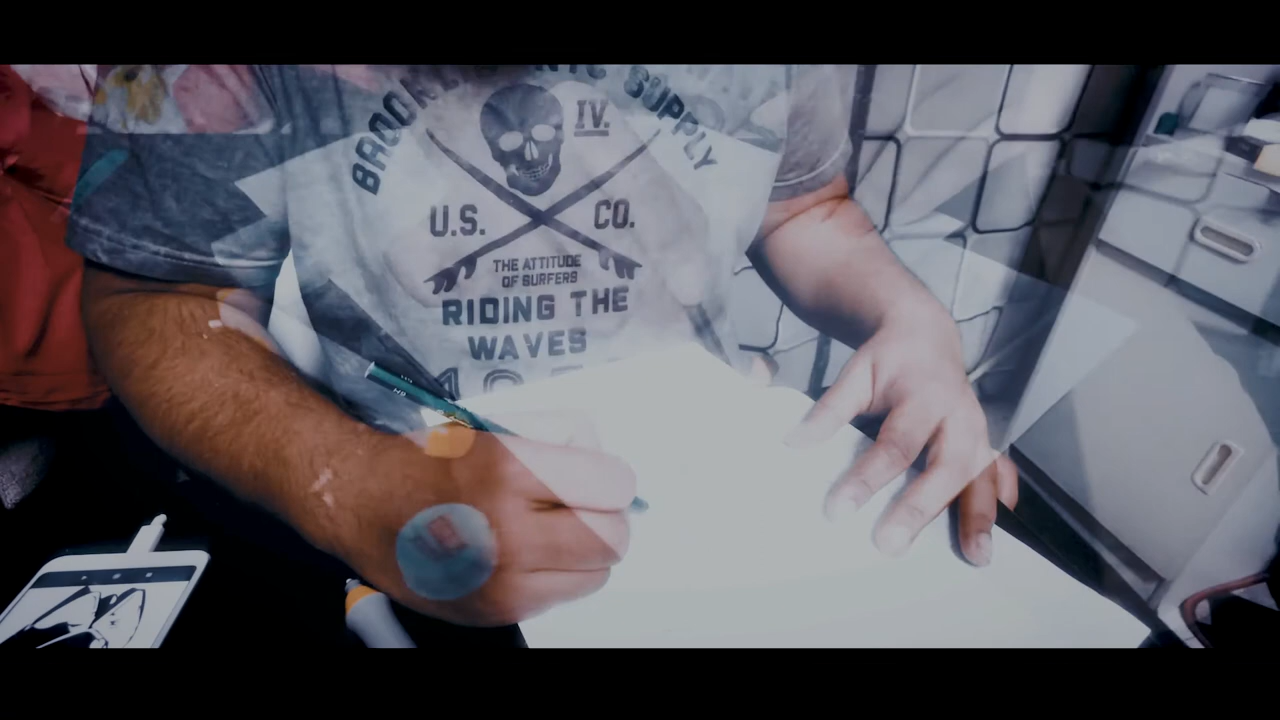 SUPPLY
IV.
U.S. CO.
THE ATTITUDE
OF SURFERS
RIDING THE
WAVES